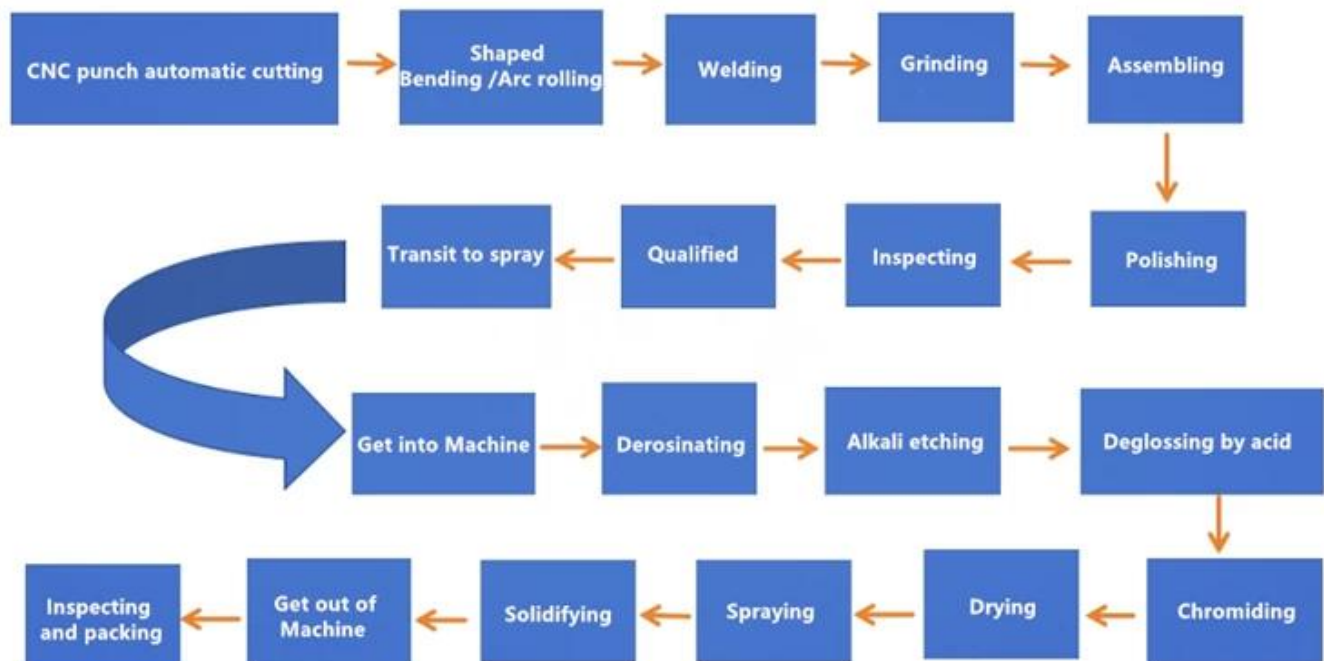 CNC punch automatic cutting
Shaped
Bending /Arc rolling
Welding
Grinding
Assembling
Transit to spray
Qualified
Inspecting
Polishing
Get into Machine
Derosinating
Alkali etching
Deglossing by acid
Inspecting
and packing
Get out of
Machine
Solidifying
Spraying
Drying
Chromiding